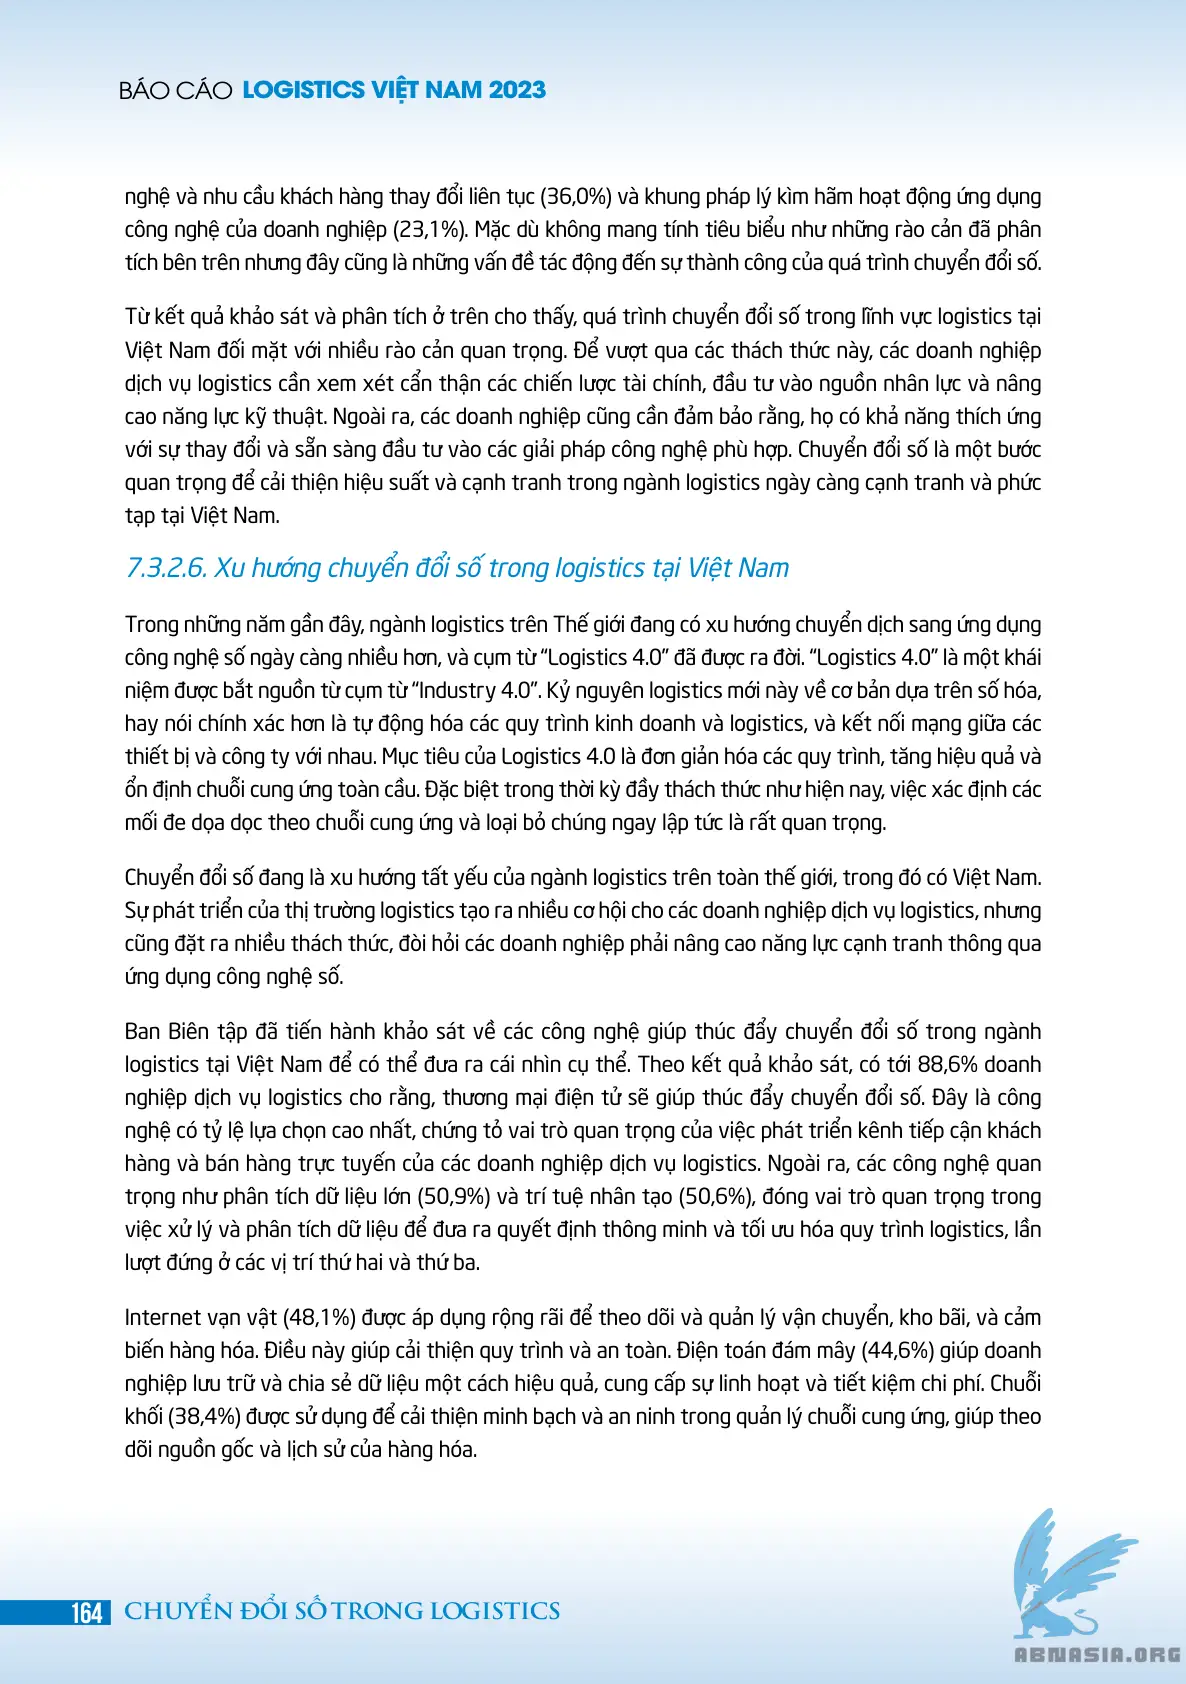 BÁO CÁO LOGISTICS VIỆT NAM 2023
nghệ và nhu cầu khách hàng thay đổi liên tục (36,0%) và khung pháp lý kìm hãm hoạt động ứng dụng
công nghệ của doanh nghiệp (23,1%). Mặc dù không mang tính tiêu biểu như những rào cản đã phân
tích bên trên nhưng đây cũng là những vấn đề tác động đến sự thành công của quá trình chuyển đổi số.
Từ kết quả khảo sát và phân tích ở trên cho thấy, quá trình chuyển đổi số trong lĩnh vực logistics tại
Việt Nam đối mặt với nhiều rào cản quan trọng. Để vượt qua các thách thức này, các doanh nghiệp
dịch vụ logistics cần xem xét cẩn thận các chiến lược tài chính, đầu tư vào nguồn nhân lực và nâng
cao năng lực kỹ thuật. Ngoài ra, các doanh nghiệp cũng cần đảm bảo rằng, họ có khả năng thích ứng
với sự thay đổi và sẵn sàng đầu tư vào các giải pháp công nghệ phù hợp. Chuyển đổi số là một bước
quan trọng để cải thiện hiệu suất và cạnh tranh trong ngành logistics ngày càng cạnh tranh và phức
tạp tại Việt Nam.
7.3.2.6. Xu hướng chuyển đổi số trong logistics tại Việt Nam
Trong những năm gần đây, ngành logistics trên Thế giới đang có xu hướng chuyển dịch sang ứng dụng
công nghệ số ngày càng nhiều hơn, và cụm từ “Logistics 4.0” đã được ra đời. “Logistics 4.0” là một khái
niệm được bắt nguồn từ cụm từ “Industry 4.0”. Kỷ nguyên logistics mới này về cơ bản dựa trên số hóa,
hay nói chính xác hơn là tự động hóa các quy trình kinh doanh và logistics, và kết nối mạng giữa các
thiết bị và công ty với nhau. Mục tiêu của Logistics 4.0 là đơn giản hóa các quy trình, tăng hiệu quả và
ổn định chuỗi cung ứng toàn cầu. Đặc biệt trong thời kỳ đầy thách thức như hiện nay, việc xác định các
mối đe dọa dọc theo chuỗi cung ứng và loại bỏ chúng ngay lập tức là rất quan trọng.
Chuyển đổi số đang là xu hướng tất yếu của ngành logistics trên toàn thế giới, trong đó có Việt Nam.
Sự phát triển của thị trường logistics tạo ra nhiều cơ hội cho các doanh nghiệp dịch vụ logistics, nhưng
cũng đặt ra nhiều thách thức, đòi hỏi các doanh nghiệp phải nâng cao năng lực cạnh tranh thông qua
ứng dụng công nghệ số.
Ban Biên tập đã tiến hành khảo sát về các công nghệ giúp thúc đẩy chuyển đổi số trong ngành
logistics tại Việt Nam để có thể đưa ra cái nhìn cụ thể. Theo kết quả khảo sát, có tới 88,6% doanh
nghiệp dịch vụ logistics cho rằng, thương mại điện tử sẽ giúp thúc đẩy chuyển đổi số. Đây là công
nghệ có tỷ lệ lựa chọn cao nhất, chứng tỏ vai trò quan trọng của việc phát triển kênh tiếp cận khách
hàng và bán hàng trực tuyến của các doanh nghiệp dịch vụ logistics. Ngoài ra, các công nghệ quan
trọng như phân tích dữ liệu lớn (50,9%) và trí tuệ nhân tạo (50,6%), đóng vai trò quan trọng trong
việc xử lý và phân tích dữ liệu để đưa ra quyết định thông minh và tối ưu hóa quy trình logistics, lần
lượt đứng ở các vị trí thứ hai và thứ ba.
Internet vạn vật (48,1%) được áp dụng rộng rãi để theo dõi và quản lý vận chuyển, kho bãi, và cảm
biến hàng hóa. Điều này giúp cải thiện quy trình và an toàn. Điện toán đám mây (44,6%) giúp doanh
nghiệp lưu trữ và chia sẻ dữ liệu một cách hiệu quả, cung cấp sự linh hoạt và tiết kiệm chi phí. Chuỗi
khối (38,4%) được sử dụng để cải thiện minh bạch và an ninh trong quản lý chuỗi cung ứng, giúp theo
dõi nguồn gốc và lịch sử của hàng hóa.
164 CHUYỂN ĐỔI SỐ TRONG LOGISTICS
ABMASIA.ORG